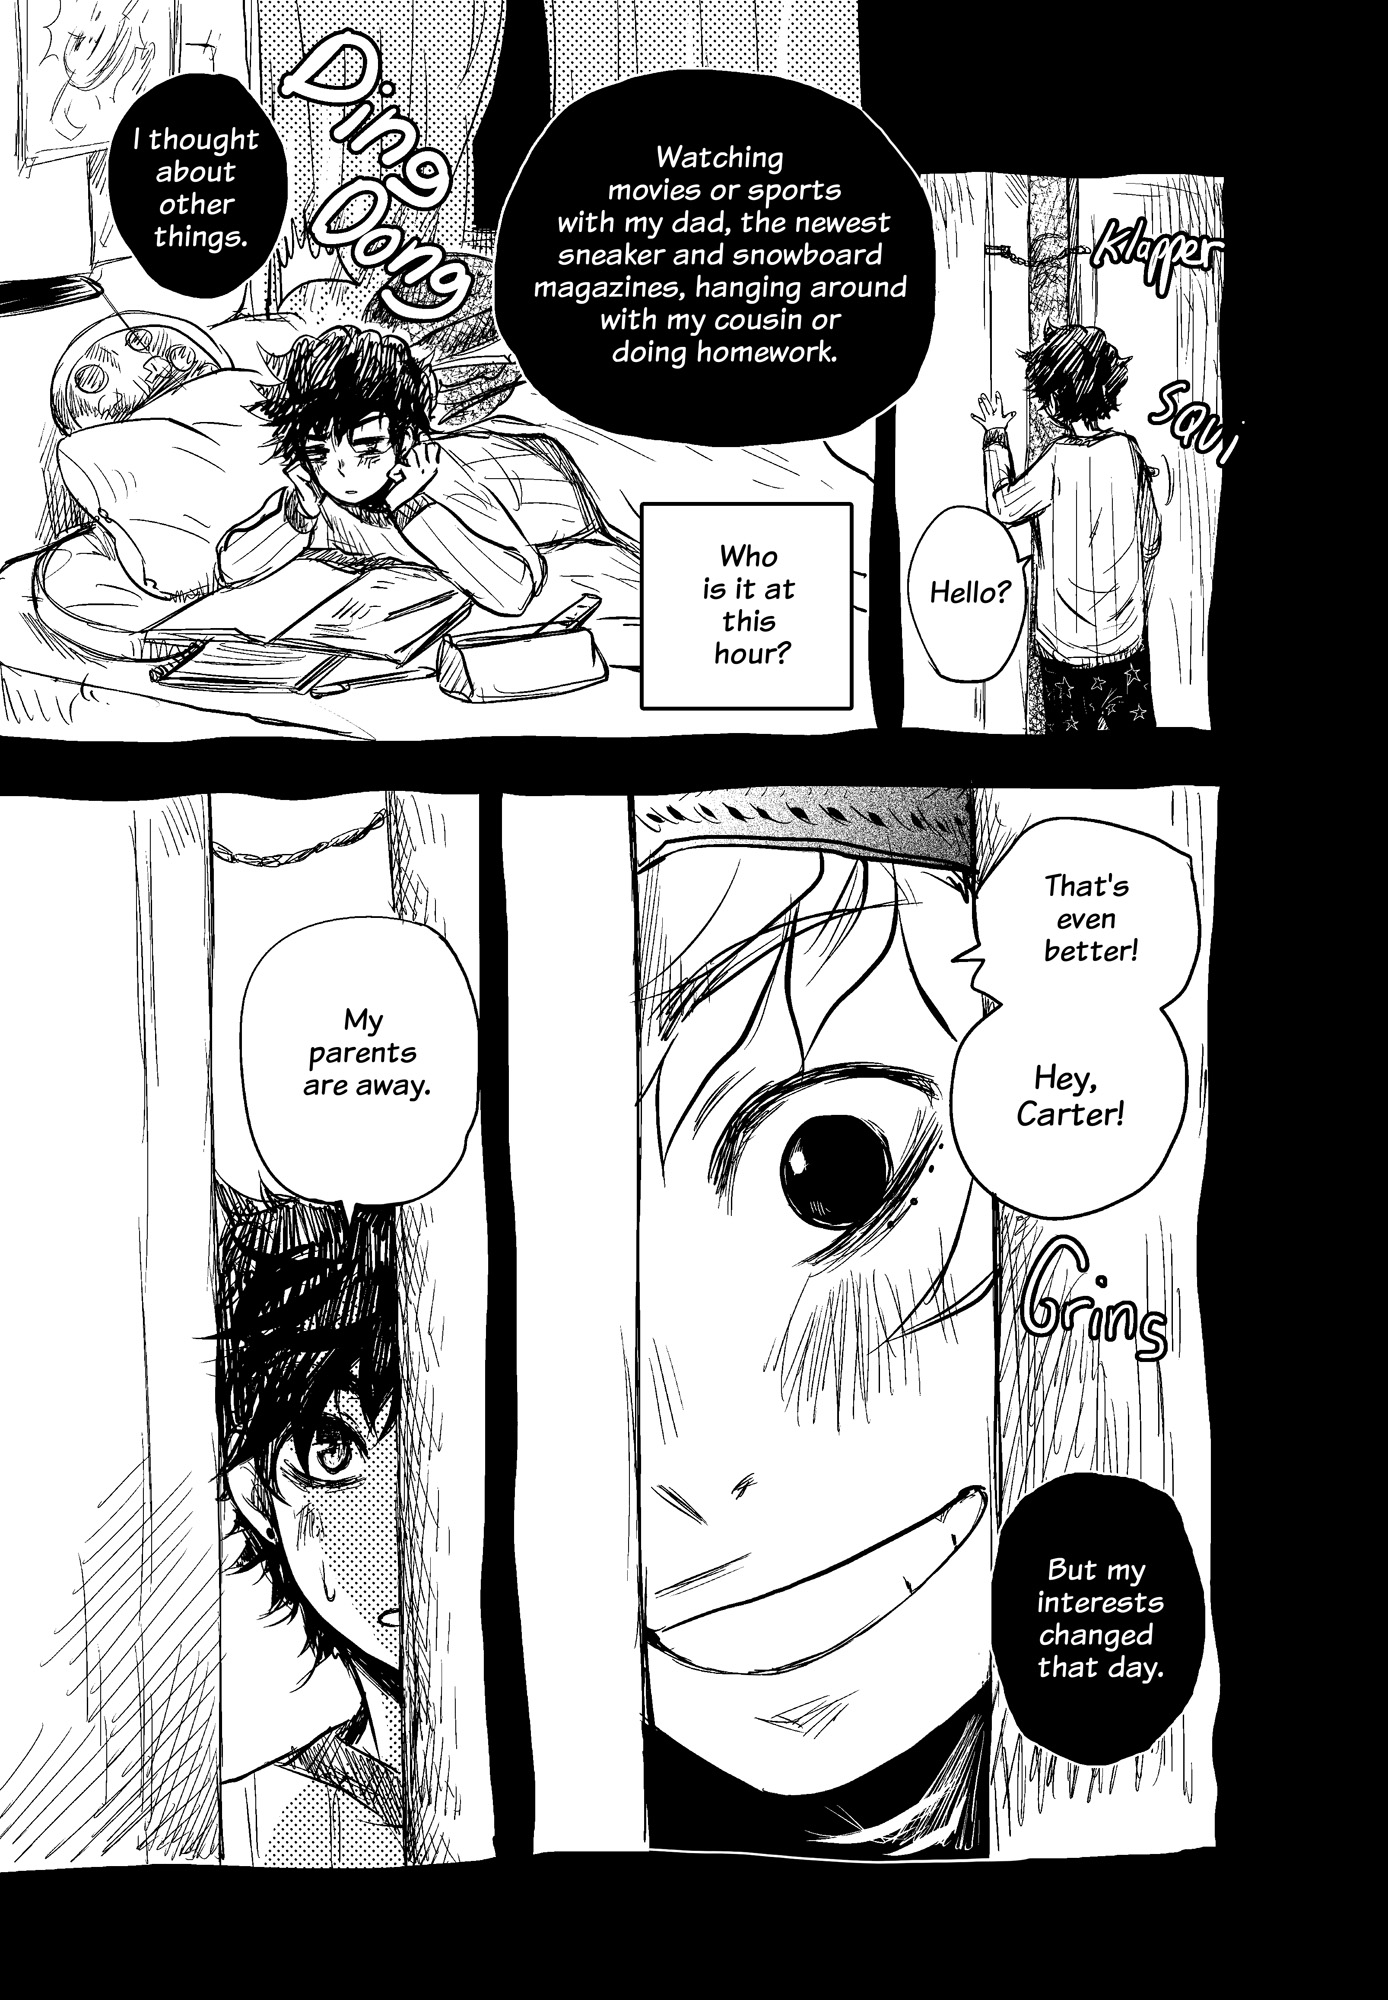 I thought
about
other
things.
Ding
Dong
Watching
movies or sports
with my dad, the newest
sneaker and snowboard
magazines, hanging around
with my cousin or
doing homework.
Who
is it at
this
hour?
Klapper
SQUi
Hello?
My
parents
are away.
That's
even
better!
Hey,
Carter!
Grins
But my
interests
changed
that day.